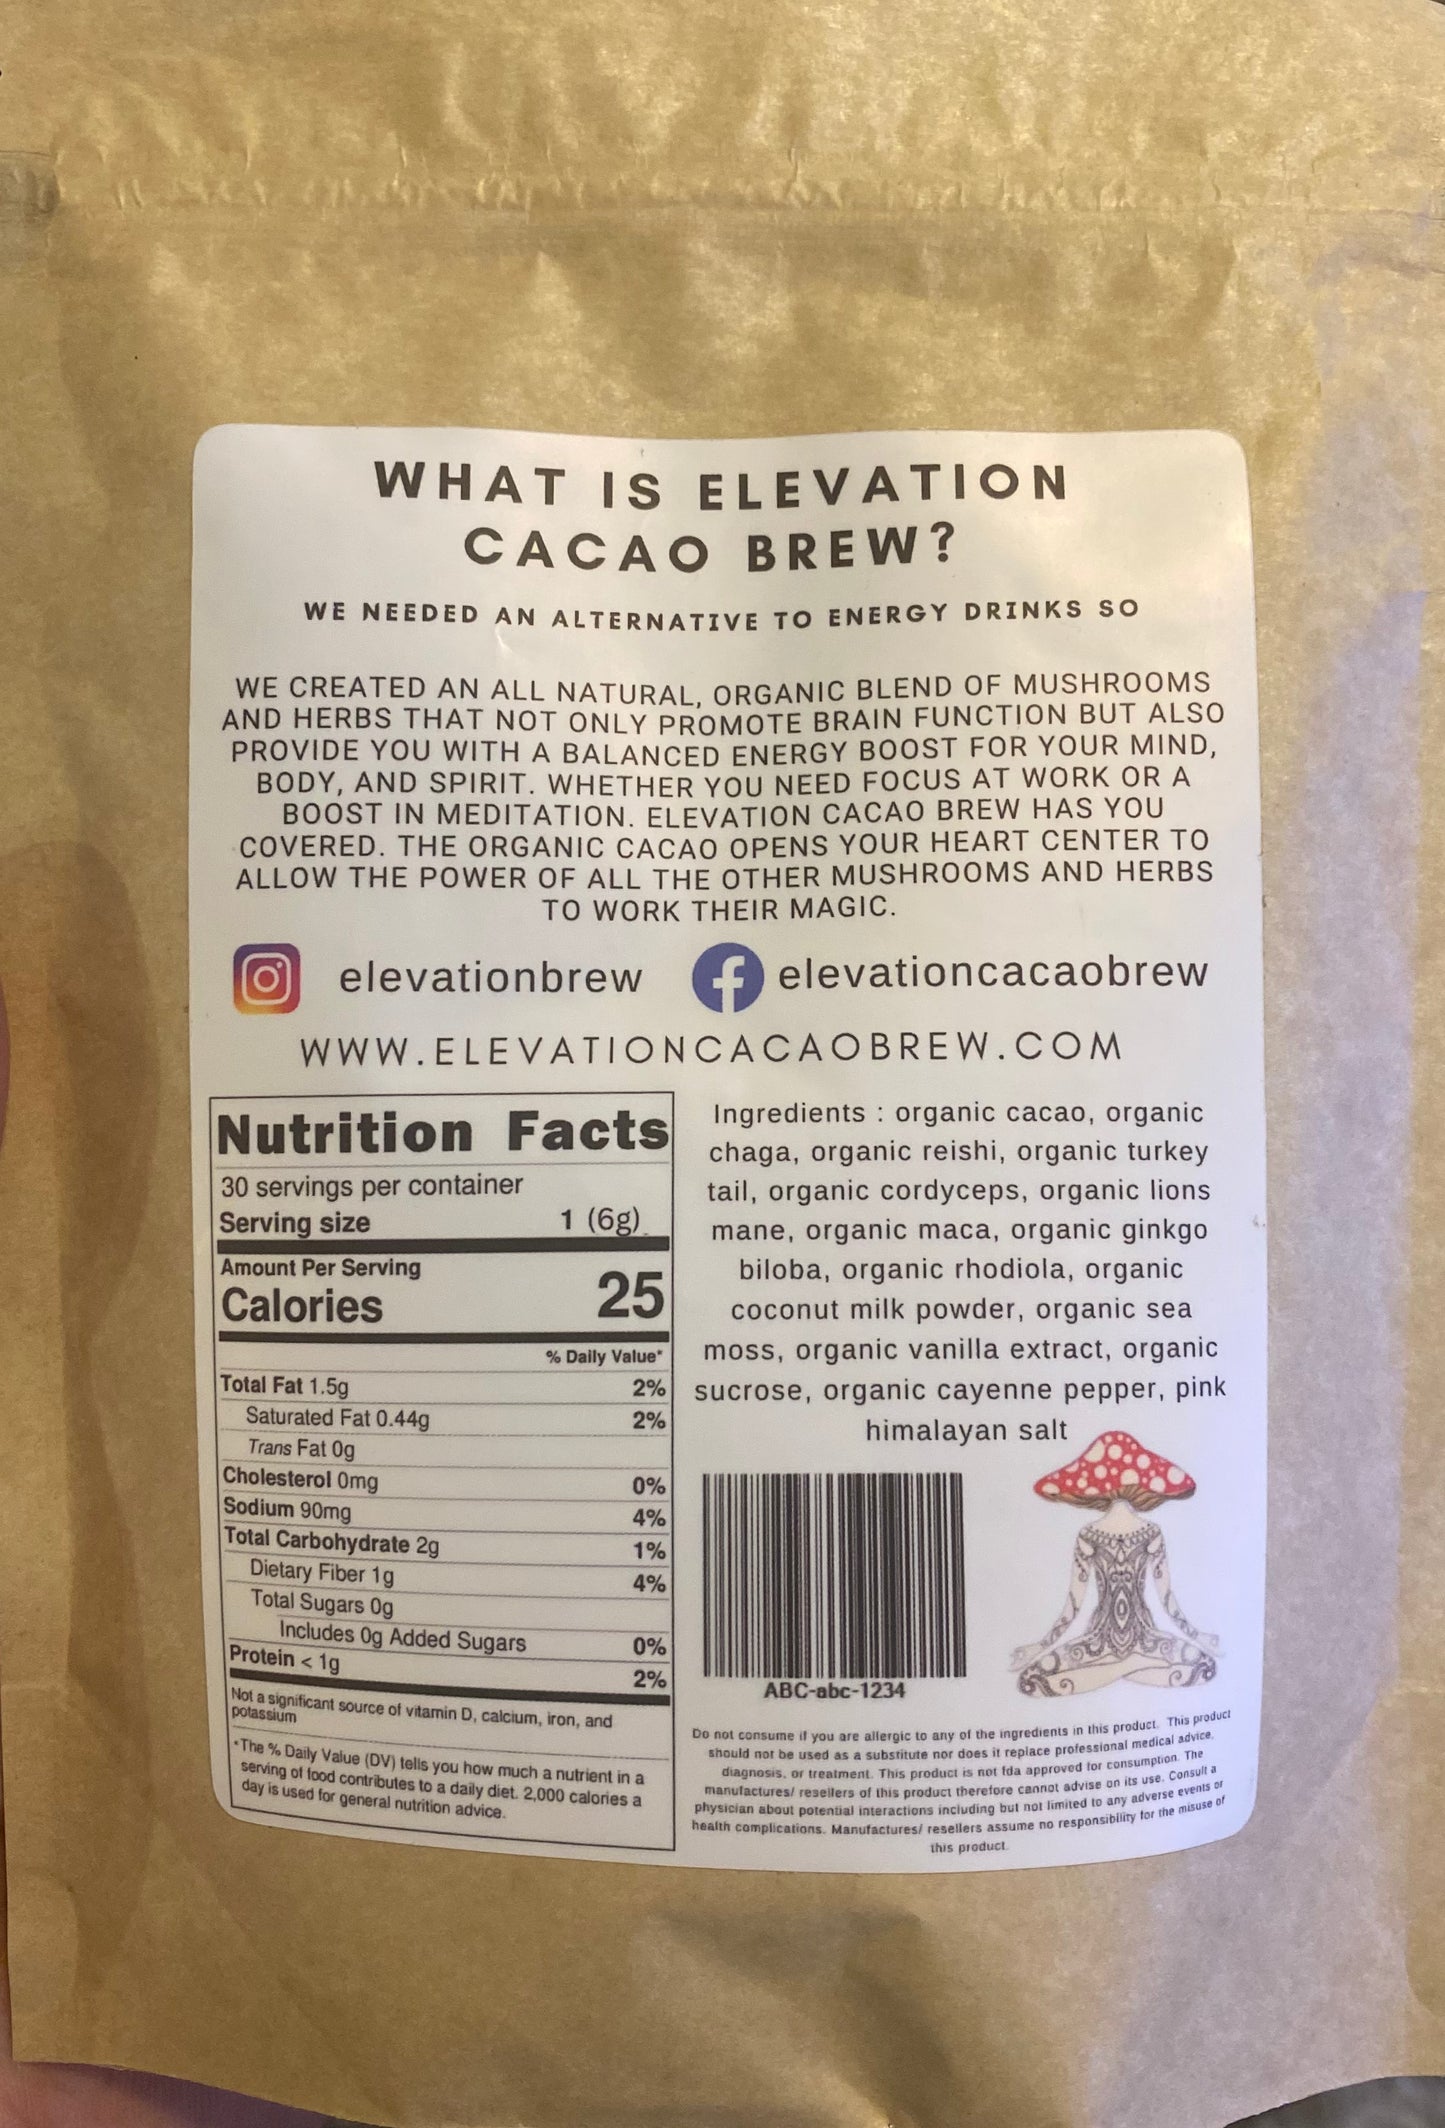 WHAT IS ELEVATION
CACAO BREW?
WE NEEDED AN ALTERNATIVE TO ENERGY DRINKS SO
WE CREATED AN ALL NATURAL, ORGANIC BLEND OF MUSHROOMS
AND HERBS THAT NOT ONLY PROMOTE BRAIN FUNCTION BUT ALSO
PROVIDE YOU WITH A BALANCED ENERGY BOOST FOR YOUR MIND,
BODY, AND SPIRIT. WHETHER YOU NEED FOCUS AT WORK OR A
BOOST IN MEDITATION. ELEVATION CACAO BREW HAS YOU
COVERED. THE ORGANIC CACAO OPENS YOUR HEART CENTER TO
ALLOW THE POWER OF ALL THE OTHER MUSHROOMS AND HERBS
TO WORK THEIR MAGIC.
elevationbrew elevationcacaobrew
WWW.ELEVATIONCACAOBREW.COM
Nutrition Facts
30 servings per container
Serving size 1 (6g)
Amount Per Serving
Calories 25
% Daily Value*
Total Fat 1.5g 2%
Saturated Fat 0.44g 2%
Trans Fat 0g
Cholesterol 0mg 0%
Sodium 90mg 4%
Total Carbohydrate 2g 1%
Dietary Fiber 1g 4%
Total Sugars 0g
Includes 0g Added Sugars 0%
Protein < 1g 2%
Not a significant source of vitamin D, calcium, iron, and
potassium
*The % Daily Value (DV) tells you how much a nutrient in a
serving of food contributes to a daily diet. 2,000 calories a
day is used for general nutrition advice.
Ingredients : organic cacao, organic
chaga, organic reishi, organic turkey
tail, organic cordyceps, organic lions
mane, organic maca, organic ginkgo
biloba, organic rhodiola, organic
coconut milk powder, organic sea
moss, organic vanilla extract, organic
sucrose, organic cayenne pepper, pink
himalayan salt
ABC-abc-1234
Do not consume if you are allergic to any of the ingredients in this product. This product
should not be used as a substitute nor does it replace professional medical advice,
diagnosis, or treatment. This product is not fda approved for consumption. The
manufactures/ resellers of this product therefore cannot advise on its use. Consult a
physician about potential interactions including but not limited to any adverse events or
health complications. Manufactures/ resellers assume no responsibility for the misuse of
this product.